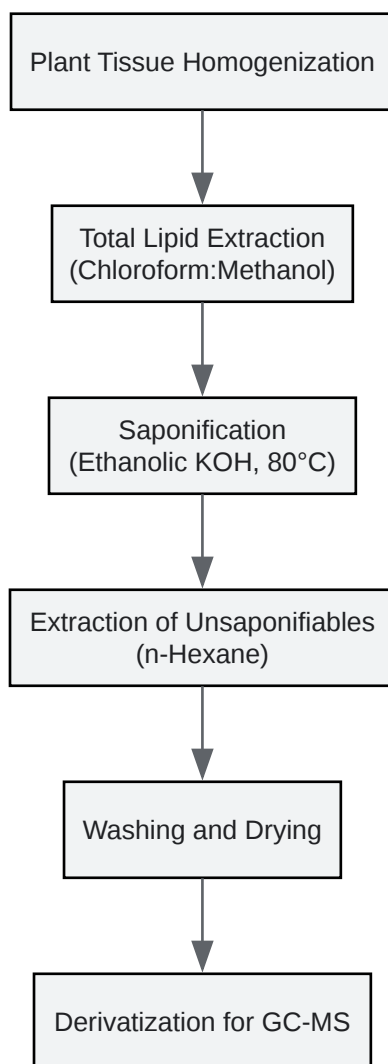 Plant Tissue Homogenization
Total Lipid Extraction
(Chloroform:Methanol)
Saponification
(Ethanolic KOH, 80°C)
Extraction of Unsaponifiables
(n-Hexane)
Washing and Drying
Derivatization for GC-MS